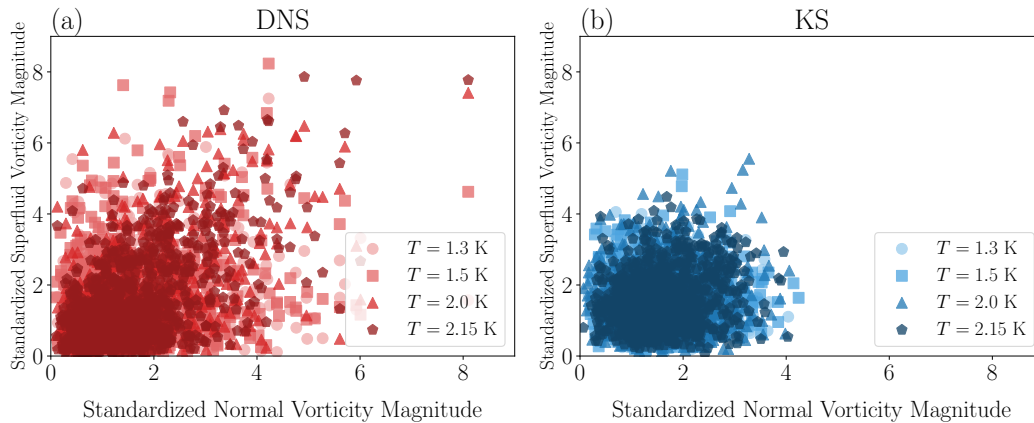 (a)
DNS
Standardized Superfluid Vorticity Magnitude
8
6
4
2
0
0 2 4 6 8
Standardized Normal Vorticity Magnitude
T = 1.3 K
T = 1.5 K
T = 2.0 K
T = 2.15 K
(b)
KS
Standardized Superfluid Vorticity Magnitude
8
6
4
2
0
0 2 4 6 8
Standardized Normal Vorticity Magnitude
T = 1.3 K
T = 1.5 K
T = 2.0 K
T = 2.15 K